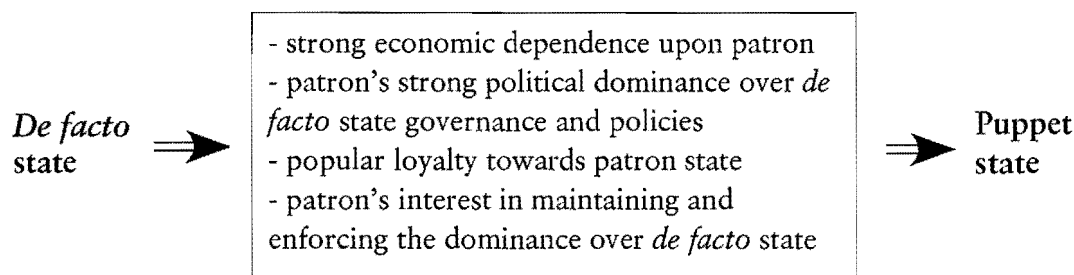 De facto
state
- strong economic dependence upon patron
- patron's strong political dominance over de
facto state governance and policies
- popular loyalty towards patron state
- patron's interest in maintaining and
enforcing the dominance over de facto state
Puppet
state